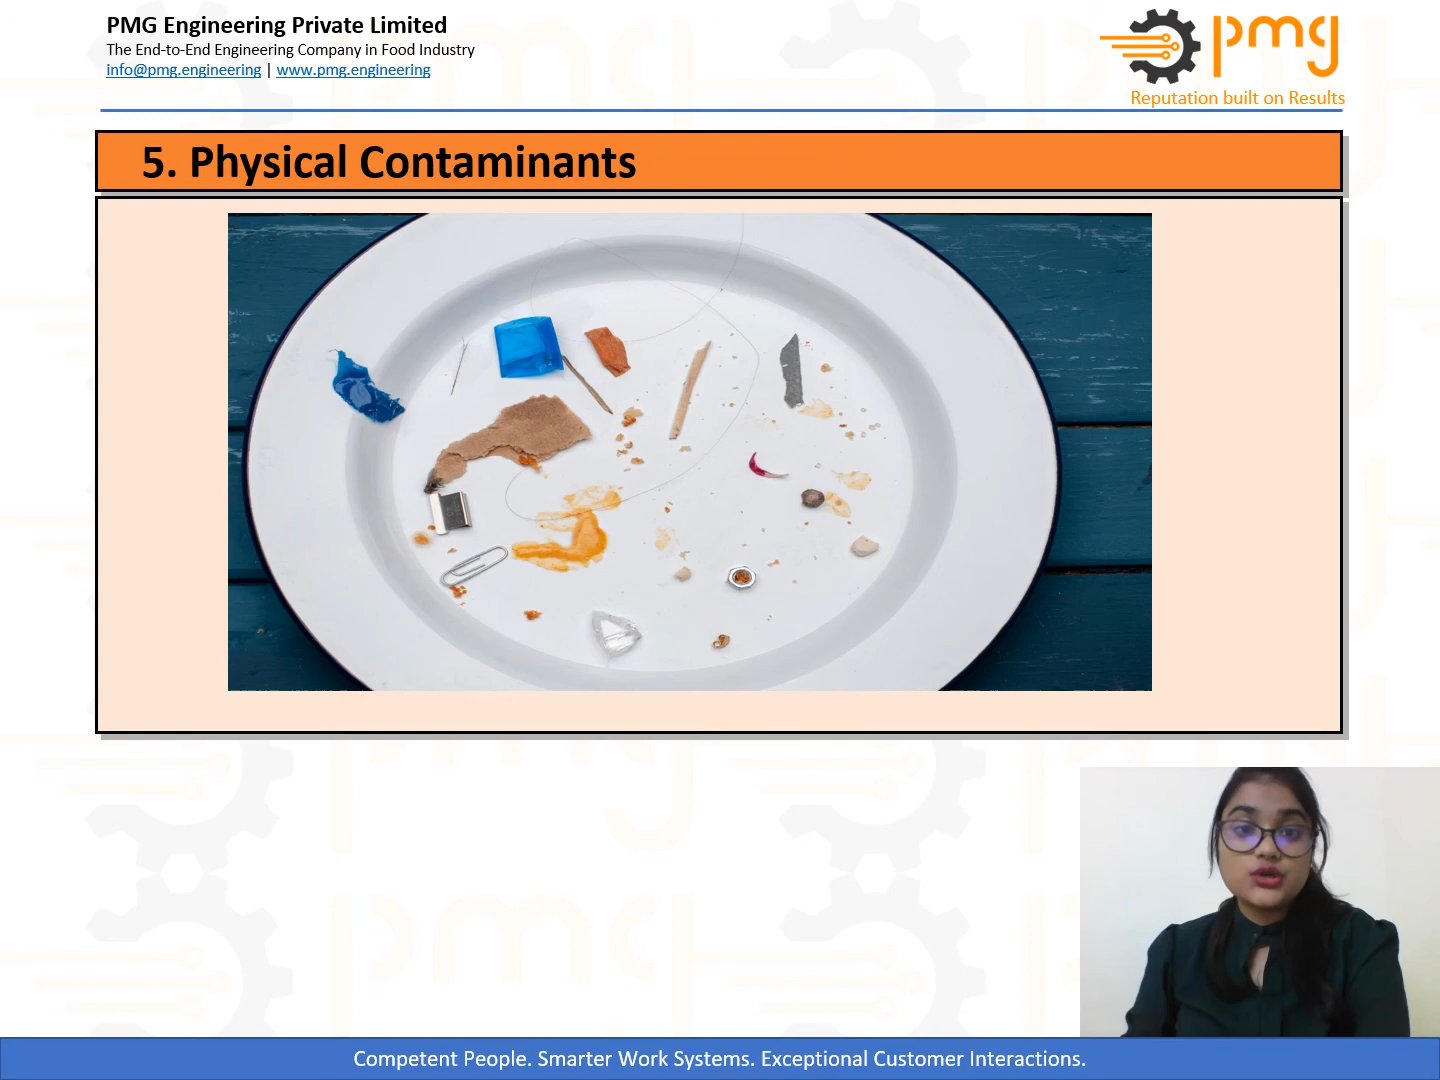 PMG Engineering Private Limited
The End-to-End Engineering Company in Food Industry
info@pmg.engineering | www.pmg.engineering
pmg
Reputation built on Results
5. Physical Contaminants
Competent People. Smarter Work Systems. Exceptional Customer Interactions.